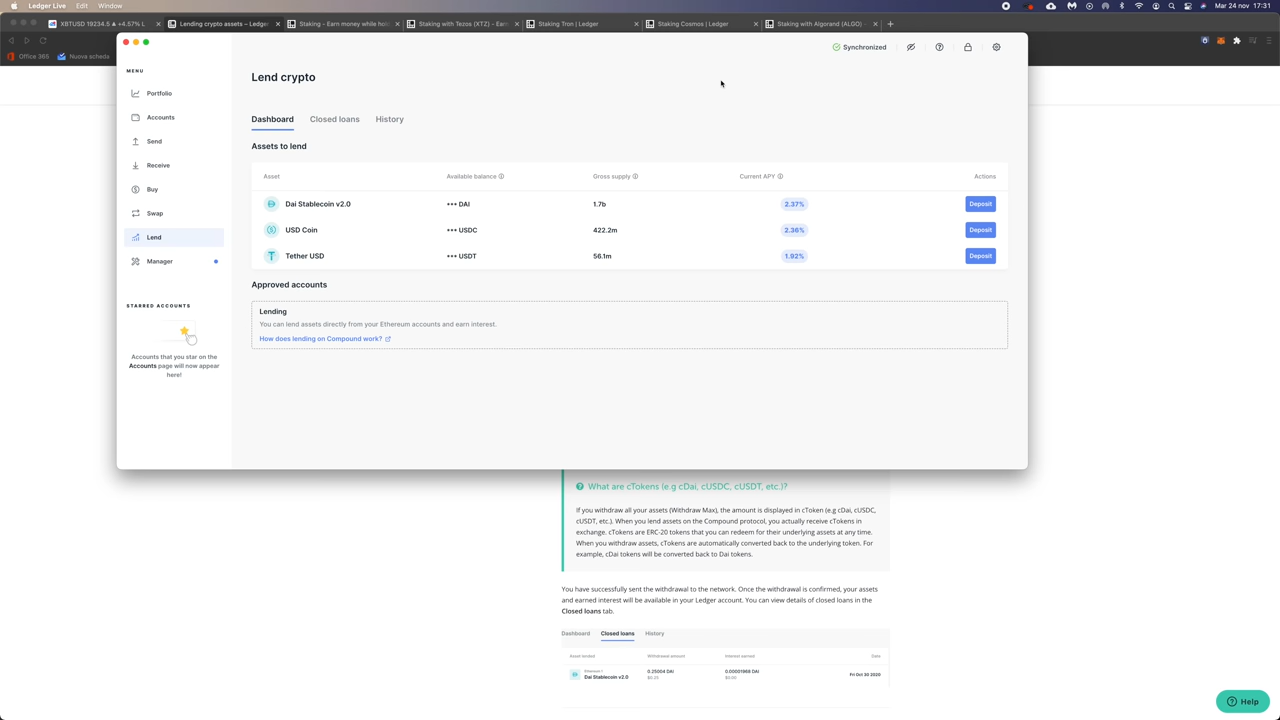 Ledger Live Edit Window
Mar 24 nov 17:31
XBTUSD 19234.5 ▲ +4.57% L
Lending crypto assets – Ledge
Staking - Earn money while hol
Staking with Tezos (XTZ) - Ear
Staking Tron | Ledger
Staking Cosmos | Ledger
Staking with Algorand (ALGO) -
Office 365
Nuova scheda
Synchronized
MENU
Portfolio
Accounts
Send
Receive
Buy
Swap
Lend
Manager
STARRED ACCOUNTS
Accounts that you star on the
Accounts page will now appear
here!
Lend crypto
Dashboard Closed loans History
Assets to lend
Asset Available balance Gross supply Current APY Actions
Dai Stablecoin v2.0 ••• DAI 1.7b 2.37% Deposit
USD Coin ••• USDC 422.2m 2.36% Deposit
Tether USD ••• USDT 56.1m 1.92% Deposit
Approved accounts
Lending
You can lend assets directly from your Ethereum accounts and earn interest.
How does lending on Compound work?
What are cTokens (e.g cDai, cUSDC, cUSDT, etc.)?
If you withdraw all your assets (Withdraw Max), the amount is displayed in cToken (e.g cDai, cUSDC,
cUSDT, etc.). When you lend assets on the Compound protocol, you actually receive cTokens in
exchange. cTokens are ERC-20 tokens that you can redeem for their underlying assets at any time.
When you withdraw assets, cTokens are automatically converted back to the underlying token. For
example, cDai tokens will be converted back to Dai tokens.
You have successfully sent the withdrawal to the network. Once the withdrawal is confirmed, your assets
and earned interest will be available in your Ledger account. You can view details of closed loans in the
Closed loans tab.
Dashboard Closed loans History
Asset lended Withdrawal amount Interest earned Date
Ethereum 1
Dai Stablecoin v2.0 0.25004 DAI 0.00001968 DAI Fri Oct 30 2020
$0.00
Help